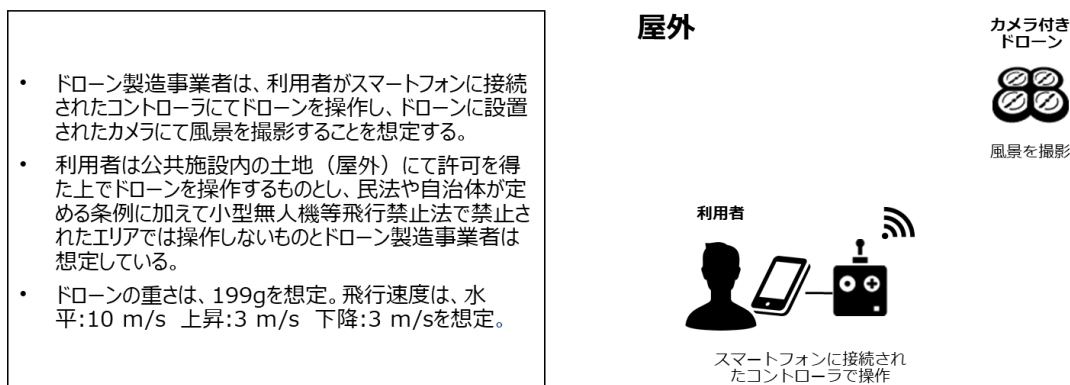 • ドローン製造事業者は、利用者がスマートフォンに接続
されたコントローラにてドローンを操作し、ドローンに設置
されたカメラにて風景を撮影することを想定する。
• 利用者は公共施設内の土地（屋外）にて許可を得
た上でドローンを操作するものとし、民法や自治体が定
める条例に加えて小型無人機等飛行禁止法で禁止さ
れたエリアでは操作しないものとドローン製造事業者は
想定している。
• ドローンの重さは、199gを想定。飛行速度は、水
平:10 m/s 上昇:3 m/s 下降:3 m/sを想定。
屋外
カメラ付き
ドローン
風景を撮影
利用者
スマートフォンに接続され
たコントローラで操作